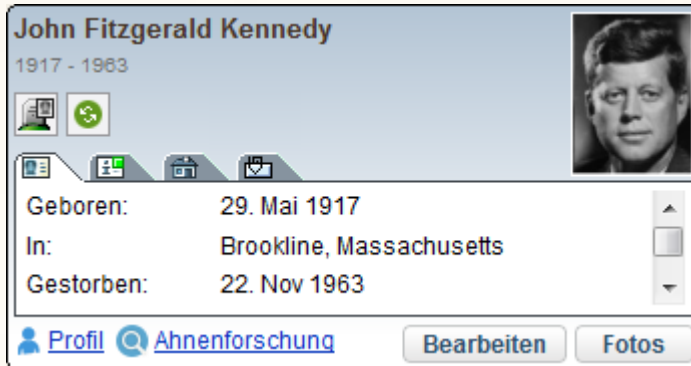 John Fitzgerald Kennedy
1917 - 1963
Geboren: 29. Mai 1917
In: Brookline, Massachusetts
Gestorben: 22. Nov 1963
Profil Ahnenforschung Bearbeiten Fotos